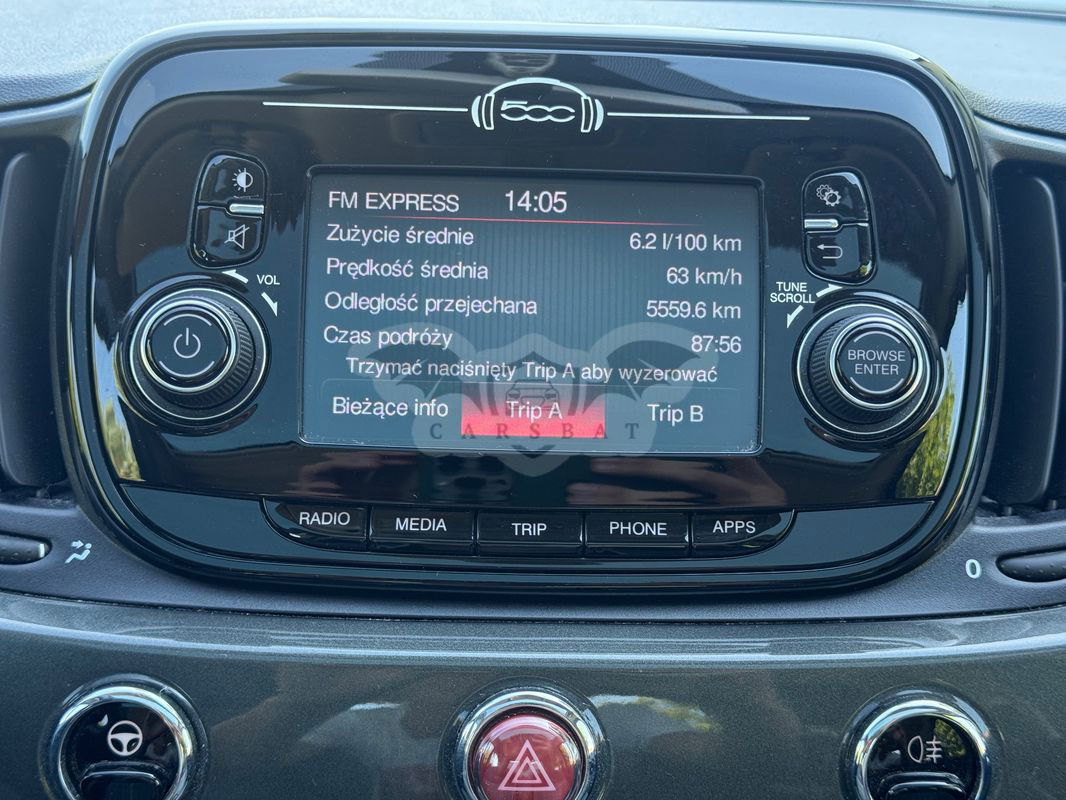 500
FM EXPRESS 14:05
Zużycie średnie 6.2 l/100 km
Prędkość średnia 63 km/h
Odległość przejechana 5559.6 km
Czas podróży 87:56
Trzymać naciśnięty Trip A aby wyzerować
Bieżące info Trip A Trip B
CARSBAT
VOL
TUNE
SCROLL
BROWSE
ENTER
RADIO MEDIA TRIP PHONE APPS
0